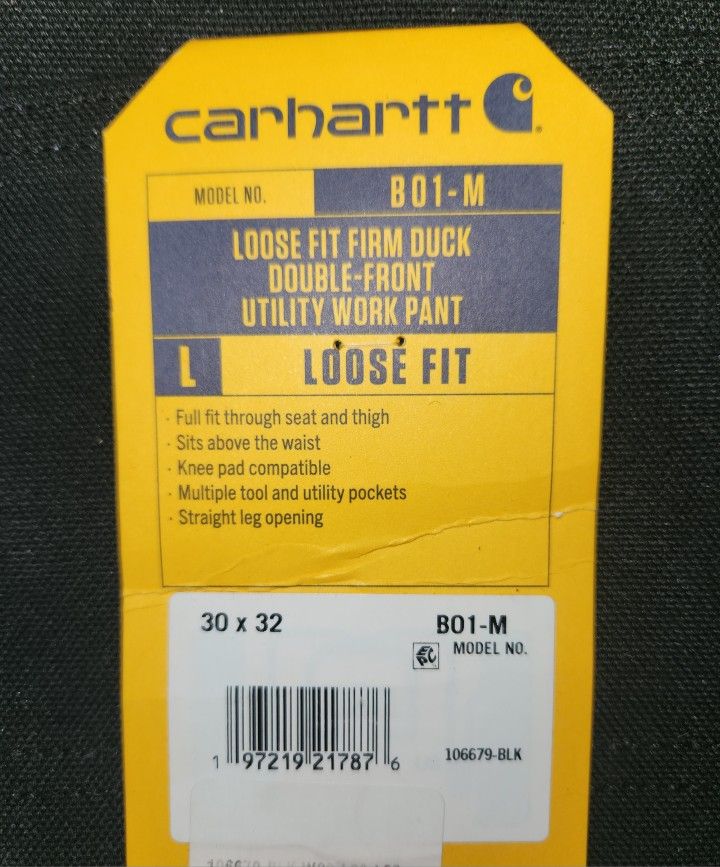 carhartt
MODEL NO. B01-M
LOOSE FIT FIRM DUCK
DOUBLE-FRONT
UTILITY WORK PANT
L LOOSE FIT
· Full fit through seat and thigh
· Sits above the waist
· Knee pad compatible
· Multiple tool and utility pockets
· Straight leg opening
30 x 32 B01-M
MODEL NO.
1 97219 21787 6
106679-BLK